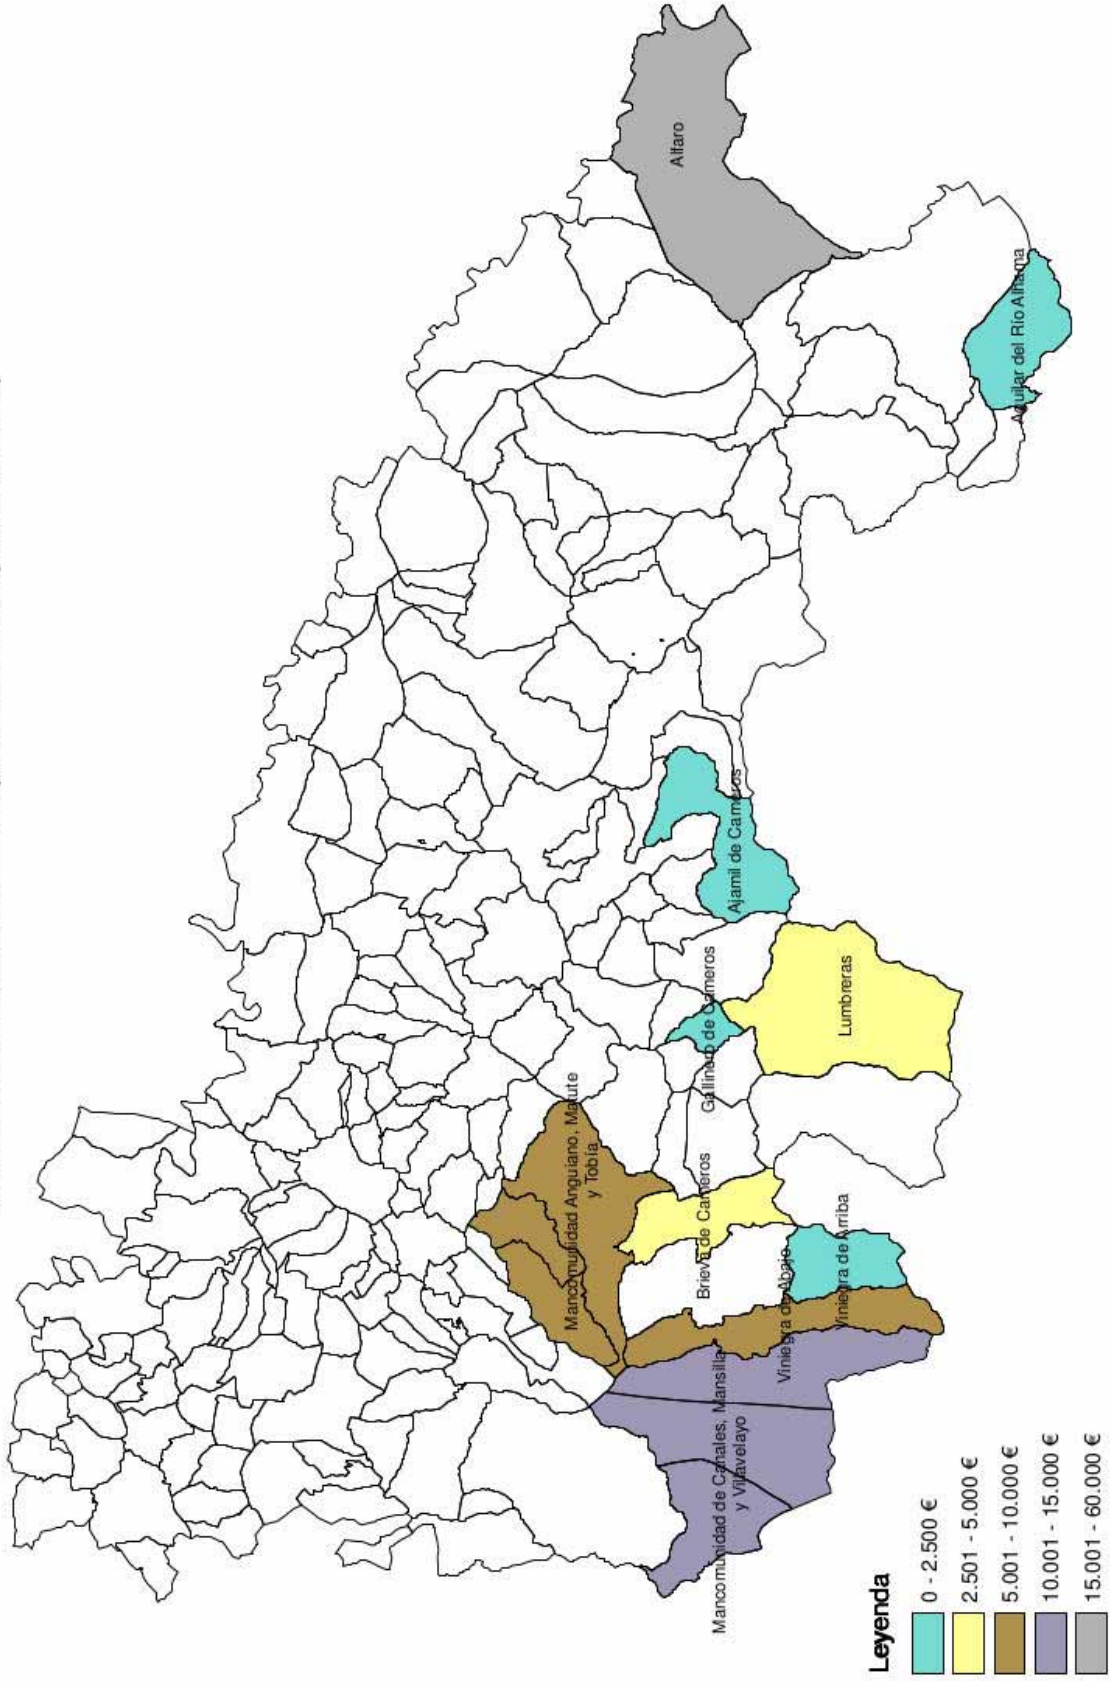 Mancomunidad Anguiano, Matute
y Tobía
Alfaro
Brieva de Cameros
Gallinero de Cameros
Mancomunidad de Canales, Mansilla
y Villavelayo
Ajamil de Cameros
Viniegra de Abajo
Viniegra de Arriba
Lumbreras
Aguilar del Río Alhama
Leyenda
0 - 2.500 €
2.501 - 5.000 €
5.001 - 10.000 €
10.001 - 15.000 €
15.001 - 60.000 €